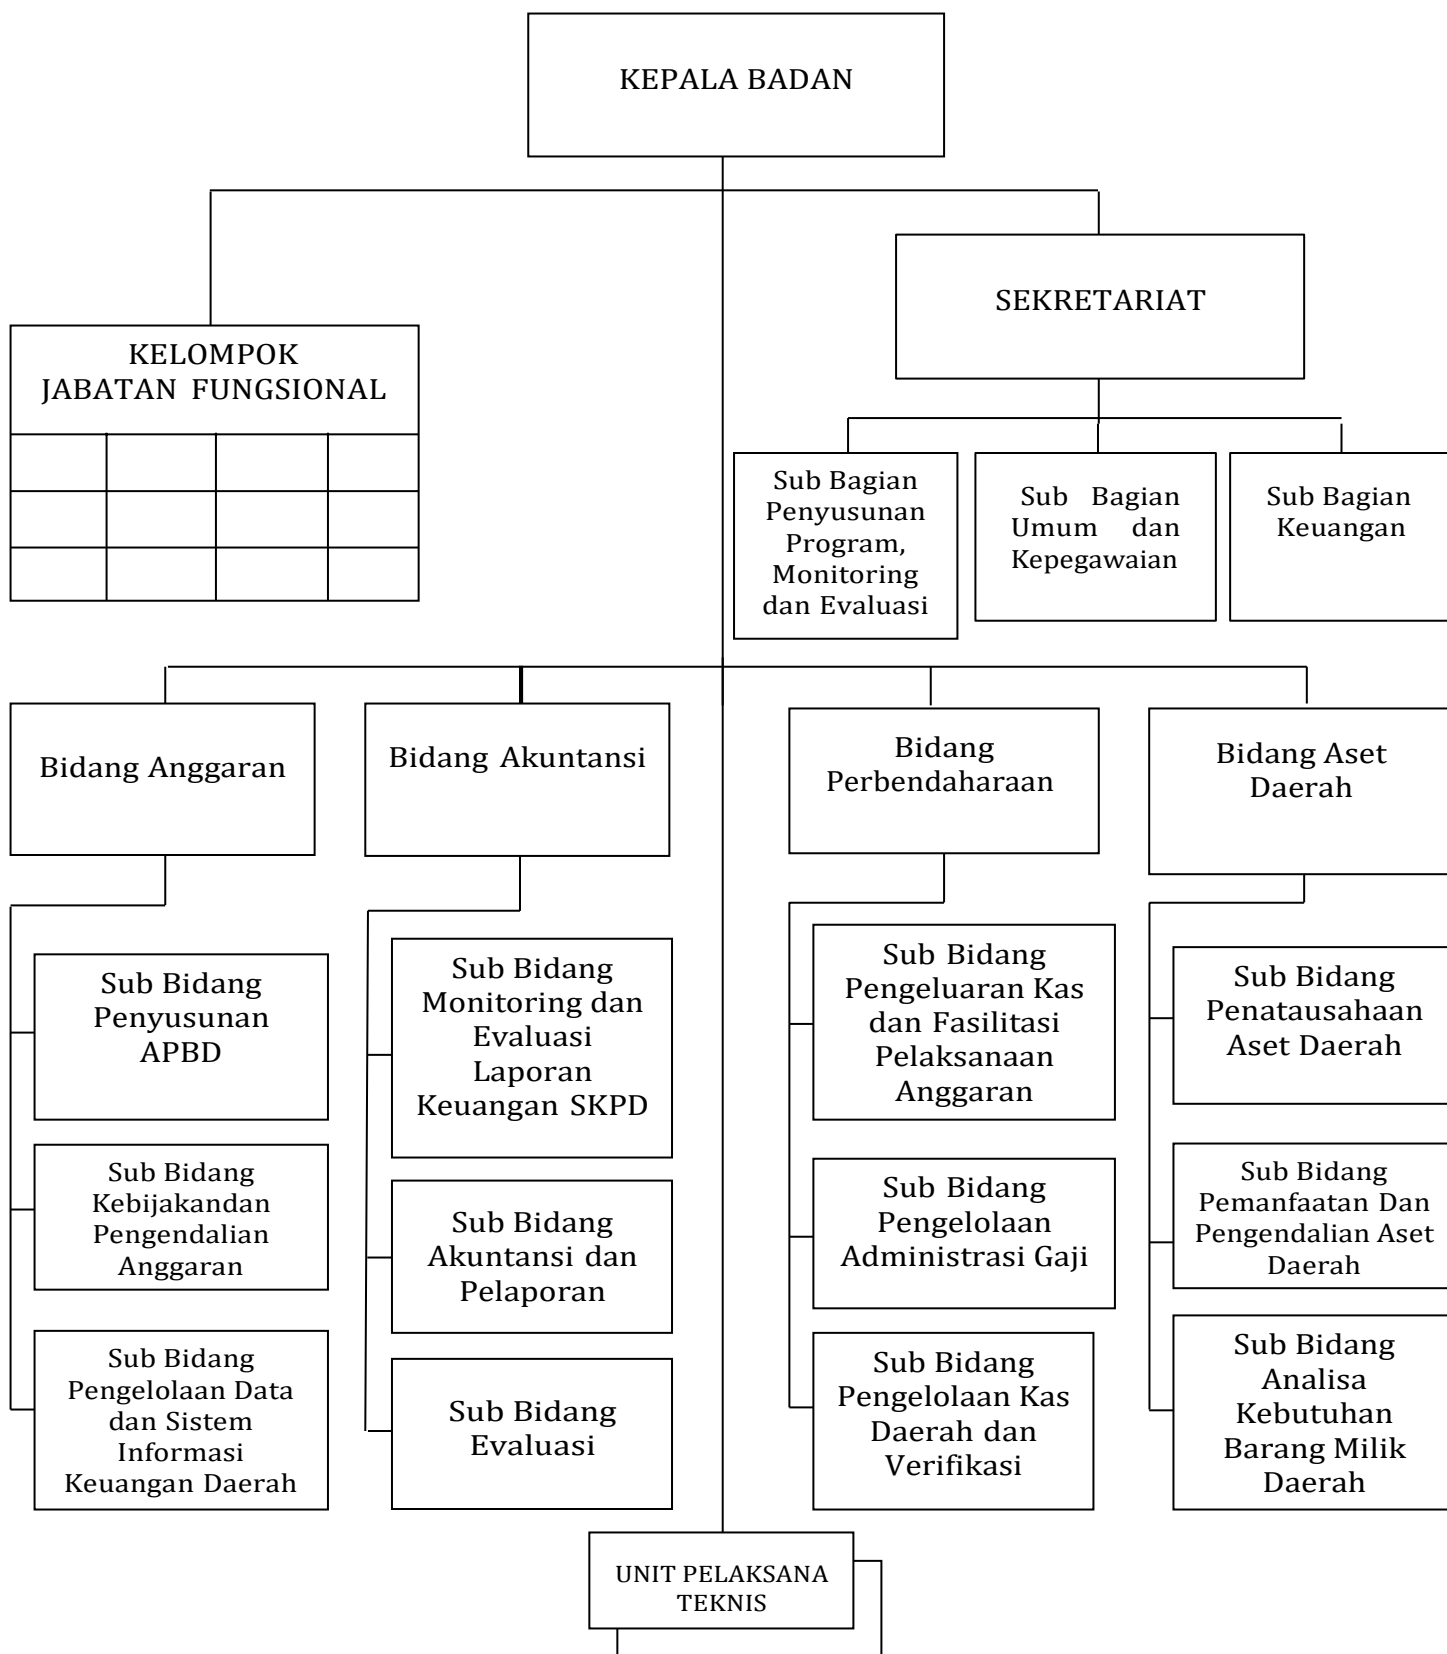 KEPALA BADAN
SEKRETARIAT
KELOMPOK
JABATAN FUNGSIONAL
Sub Bagian
Penyusunan
Program,
Monitoring
dan Evaluasi
Sub Bagian
Umum dan
Kepegawaian
Sub Bagian
Keuangan
Bidang Anggaran
Bidang Akuntansi
Bidang
Perbendaharaan
Bidang Aset
Daerah
Sub Bidang
Penyusunan
APBD
Sub Bidang
Kebijakandan
Pengendalian
Anggaran
Sub Bidang
Pengelolaan Data
dan Sistem
Informasi
Keuangan Daerah
Sub Bidang
Monitoring dan
Evaluasi
Laporan
Keuangan SKPD
Sub Bidang
Akuntansi dan
Pelaporan
Sub Bidang
Evaluasi
Sub Bidang
Pengeluaran Kas
dan Fasilitasi
Pelaksanaan
Anggaran
Sub Bidang
Pengelolaan
Administrasi Gaji
Sub Bidang
Pengelolaan Kas
Daerah dan
Verifikasi
Sub Bidang
Penatausahaan
Aset Daerah
Sub Bidang
Pemanfaatan Dan
Pengendalian Aset
Daerah
Sub Bidang
Analisa
Kebutuhan
Barang Milik
Daerah
UNIT PELAKSANA
TEKNIS